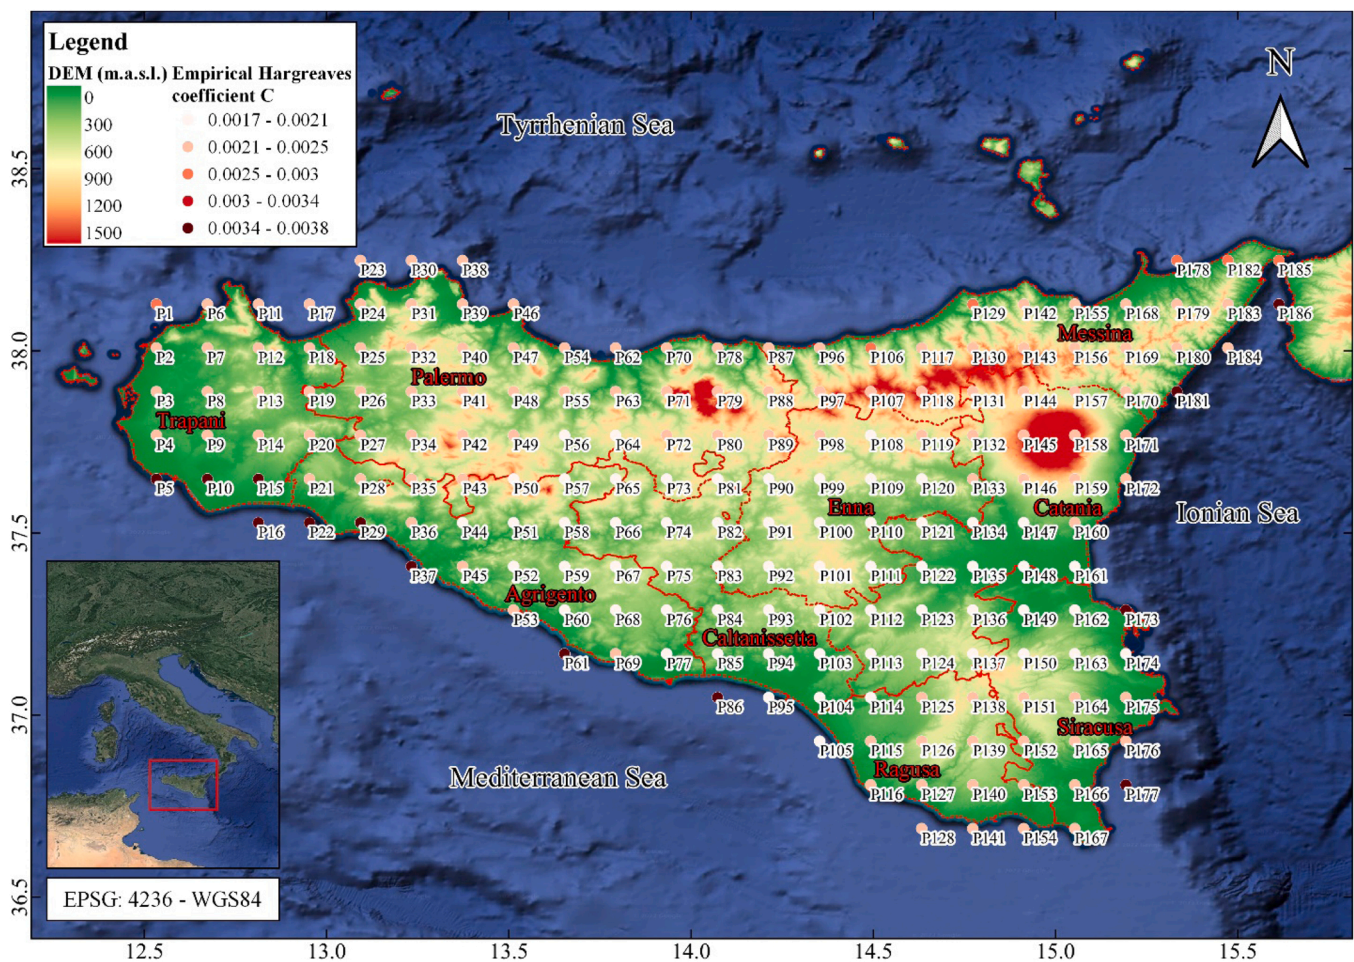 Legend
DEM (m.a.s.l.) Empirical Hargreaves
coefficient C
0
300
600
900
1200
1500
0.0017 - 0.0021
0.0021 - 0.0025
0.0025 - 0.003
0.003 - 0.0034
0.0034 - 0.0038
N
Tyrrhenian Sea
38.5
P23 P30 P38 P178 P182 P185
P1 P6 P11 P17 P24 P31 P39 P46 P129 P142 P155 P168 P179 P183 P186
Messina
38.0
P2 P7 P12 P18 P25 P32 P40 P47 P54 P62 P70 P78 P87 P96 P106 P117 P130 P143 P156 P169 P180 P184
Palermo
P3 P8 P13 P19 P26 P33 P41 P48 P55 P63 P71 P79 P88 P97 P107 P118 P131 P144 P157 P170 P181
Trapani
P4 P9 P14 P20 P27 P34 P42 P49 P56 P64 P72 P80 P89 P98 P108 P119 P132 P145 P158 P171
P5 P10 P15 P21 P28 P35 P43 P50 P57 P65 P73 P81 P90 P99 P109 P120 P133 P146 P159 P172
Enna Catania Ionian Sea
37.5
P16 P22 P29 P36 P44 P51 P58 P66 P74 P82 P91 P100 P110 P121 P134 P147 P160
P37 P45 P52 P59 P67 P75 P83 P92 P101 P111 P122 P135 P148 P161
Agrigento
P53 P60 P68 P76 P84 P93 P102 P112 P123 P136 P149 P162 P173
Caltanissetta
P61 P69 P77 P85 P94 P103 P113 P124 P137 P150 P163 P174
37.0
P86 P95 P104 P114 P125 P138 P151 P164 P175
Siracusa
P105 P115 P126 P139 P152 P165 P176
Ragusa
Mediterranean Sea
P116 P127 P140 P153 P166 P177
P128 P141 P154 P167
36.5
EPSG: 4236 - WGS84
12.5 13.0 13.5 14.0 14.5 15.0 15.5